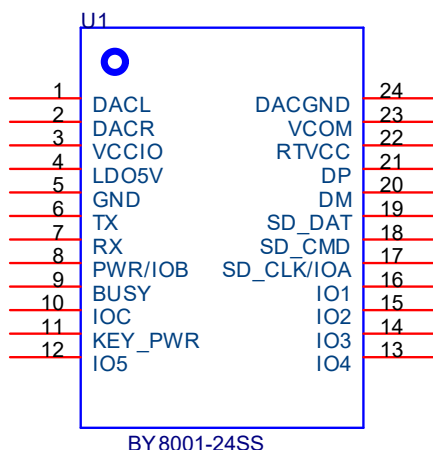 U1
1 DACL DACGND 24
2 DACR VCOM 23
3 VCCIO RTVCC 22
4 LDO5V DP 21
5 GND DM 20
6 TX SD_DAT 19
7 RX SD_CMD 18
8 PWR/IOB SD_CLK/IOA 17
9 BUSY IO1 16
10 IOC IO2 15
11 KEY_PWR IO3 14
12 IO5 IO4 13
BY8001-24SS